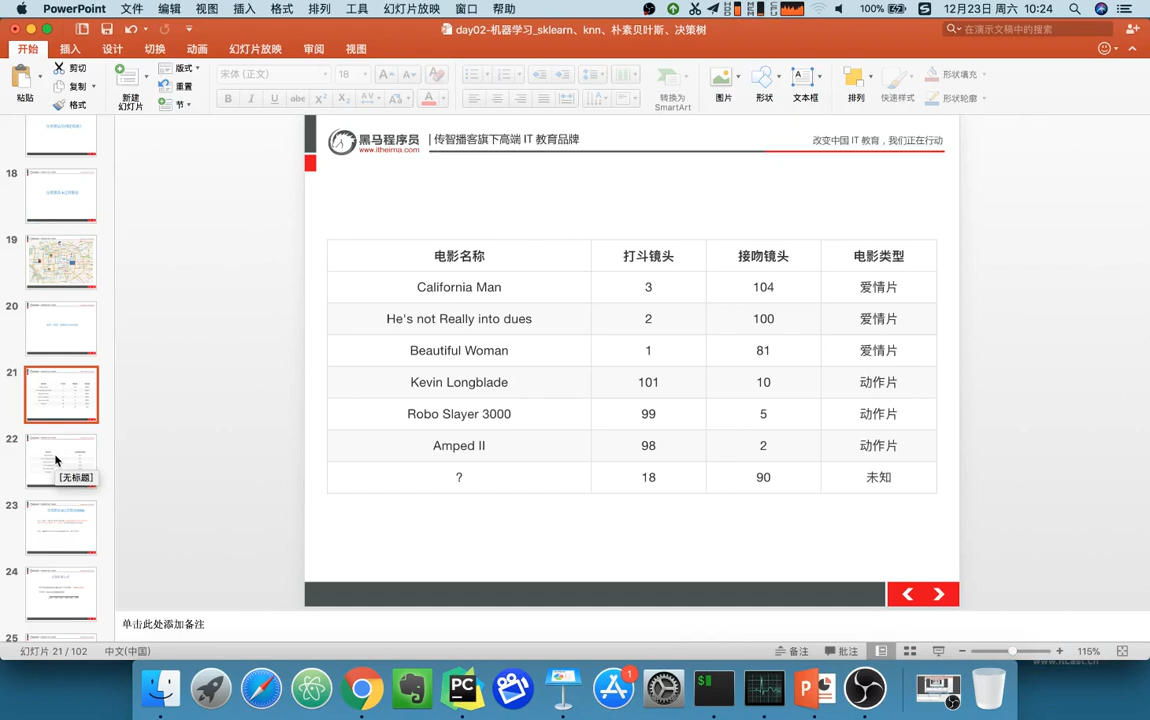 PowerPoint 文件 编辑 视图 插入 格式 排列 工具 幻灯片放映 窗口 帮助 100% 12月23日 周六 10:24
day02-机器学习_sklearn、knn、朴素贝叶斯、决策树
在演示文稿中的搜索
开始 插入 设计 切换 动画 幻灯片放映 审阅 视图
粘贴 剪切 复制 格式
新建
幻灯片
版式 重置 节
宋体 (正文) 18
转换为
SmartArt
图片 形状 文本框 排列 快速样式 形状填充 形状轮廓
18
19
20
21
22
[无标题]
23
24
25
黑马程序员
www.itheima.com
传智播客旗下高端 IT 教育品牌
改变中国 IT 教育，我们正在行动
电影名称 打斗镜头 接吻镜头 电影类型
California Man 3 104 爱情片
He's not Really into dues 2 100 爱情片
Beautiful Woman 1 81 爱情片
Kevin Longblade 101 10 动作片
Robo Slayer 3000 99 5 动作片
Amped II 98 2 动作片
? 18 90 未知
单击此处添加备注
幻灯片 21 / 102 中文(中国) 备注 批注 115%
www.itcast.cn
PC
1